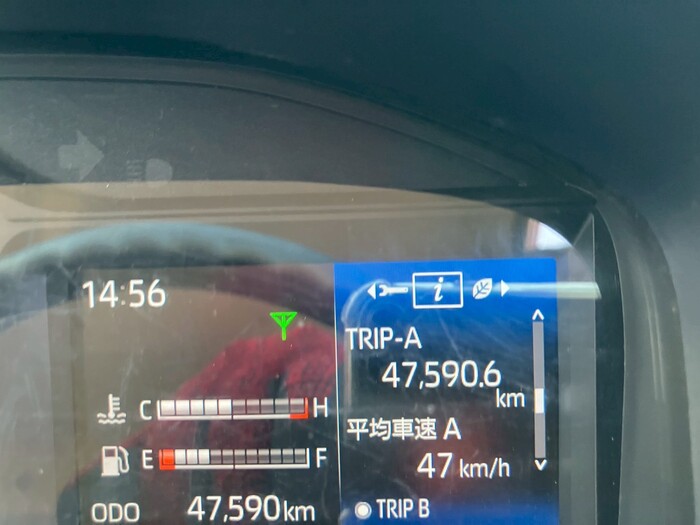 14:56
i
TRIP-A
47,590.6
km
C H
平均車速 A
E F
47 km/h
ODO 47,590km
TRIP B